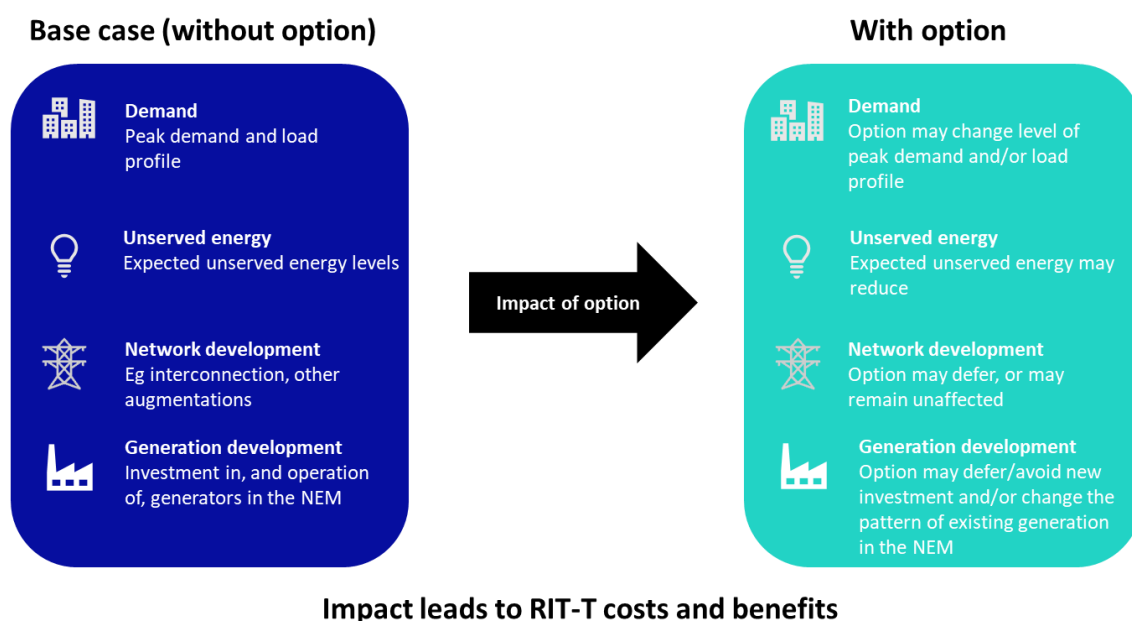 Base case (without option)
Demand
Peak demand and load
profile
Unserved energy
Expected unserved energy levels
Network development
Eg interconnection, other
augmentations
Generation development
Investment in, and operation
of, generators in the NEM
Impact of option
With option
Demand
Option may change level of
peak demand and/or load
profile
Unserved energy
Expected unserved energy may
reduce
Network development
Option may defer, or may
remain unaffected
Generation development
Option may defer/avoid new
investment and/or change the
pattern of existing generation
in the NEM
Impact leads to RIT-T costs and benefits